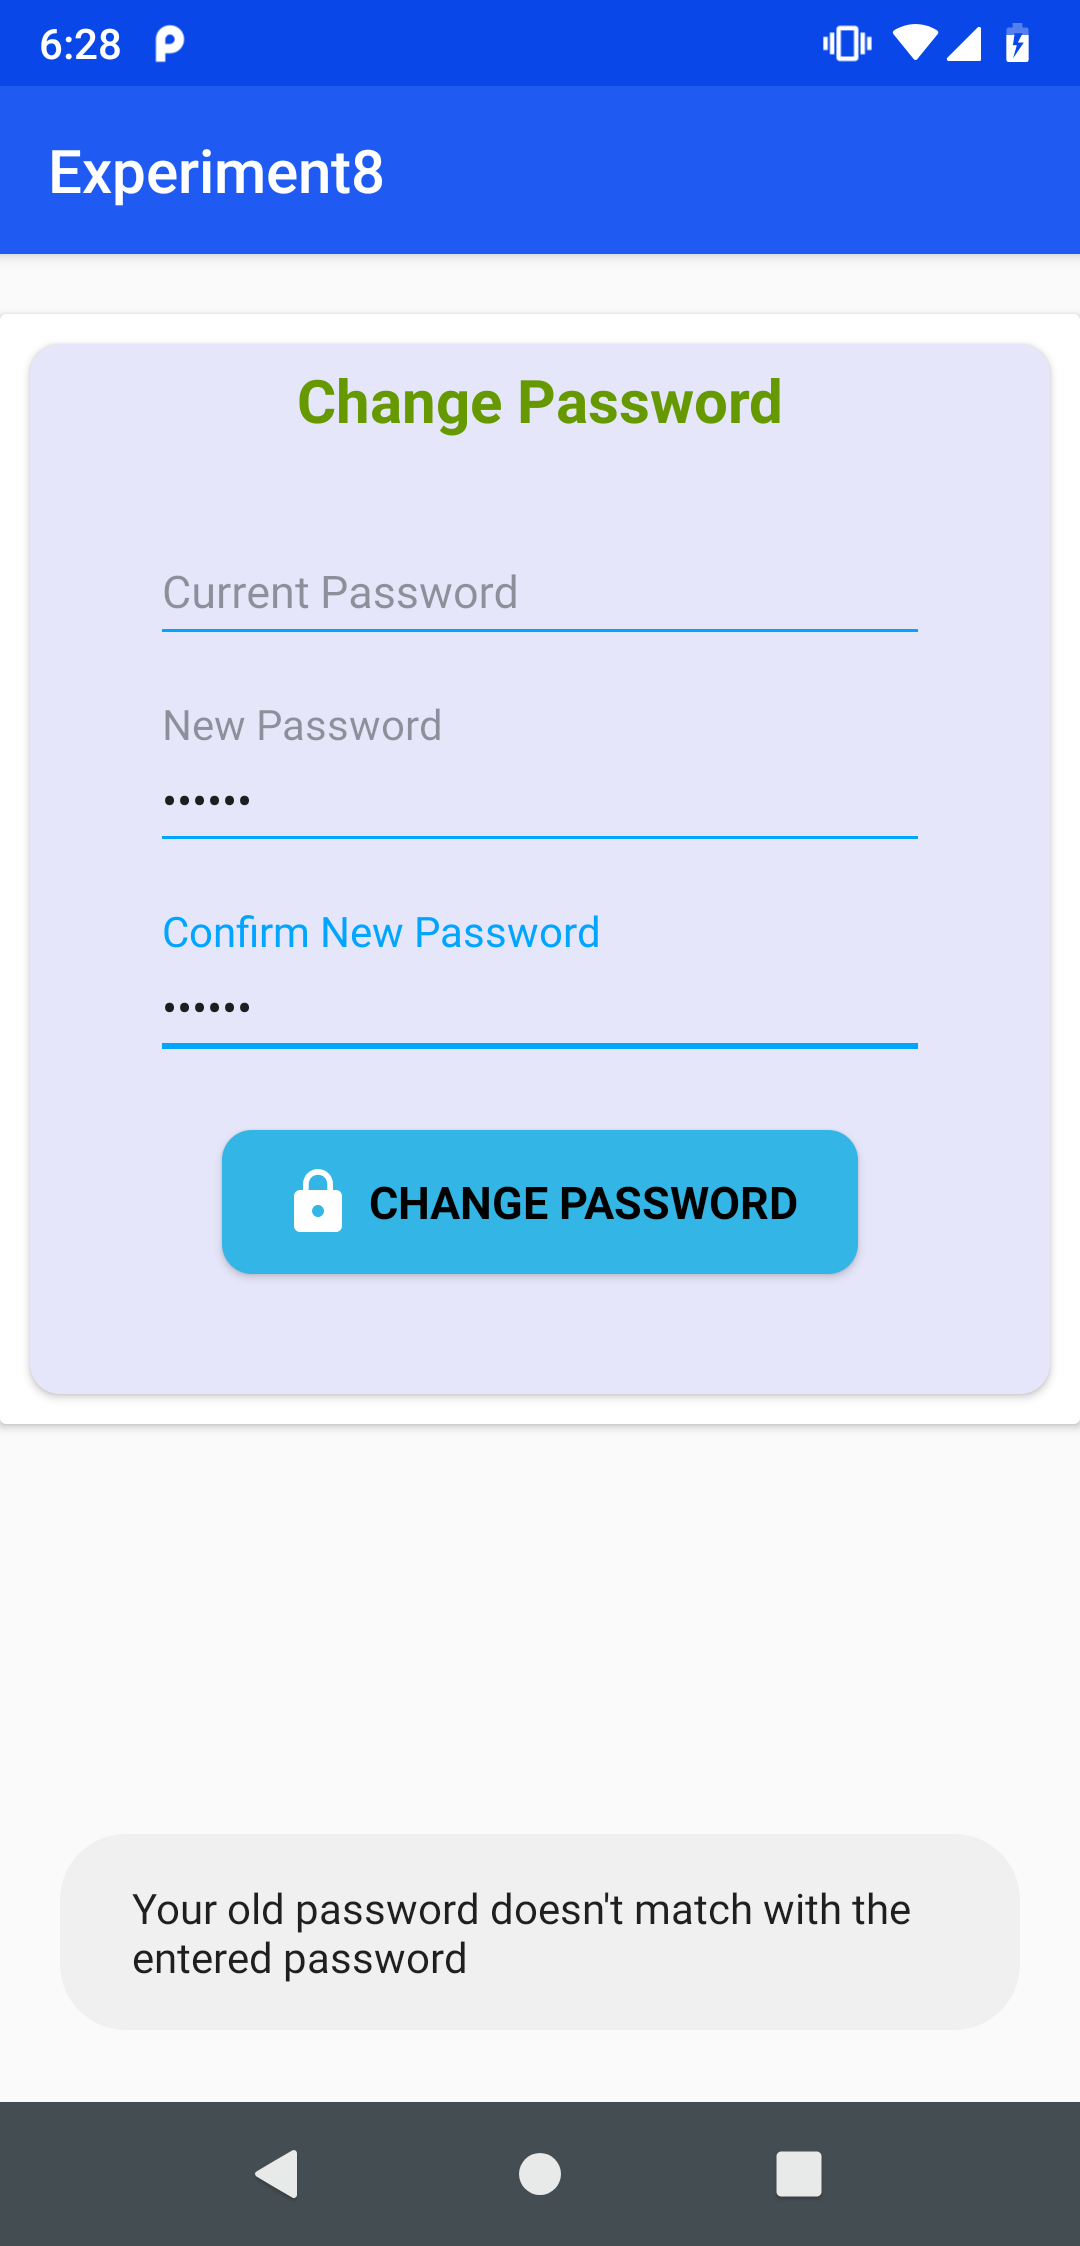 6:28
Experiment8
Change Password
Current Password
New Password
••••••
Confirm New Password
••••••
CHANGE PASSWORD
Your old password doesn't match with the
entered password